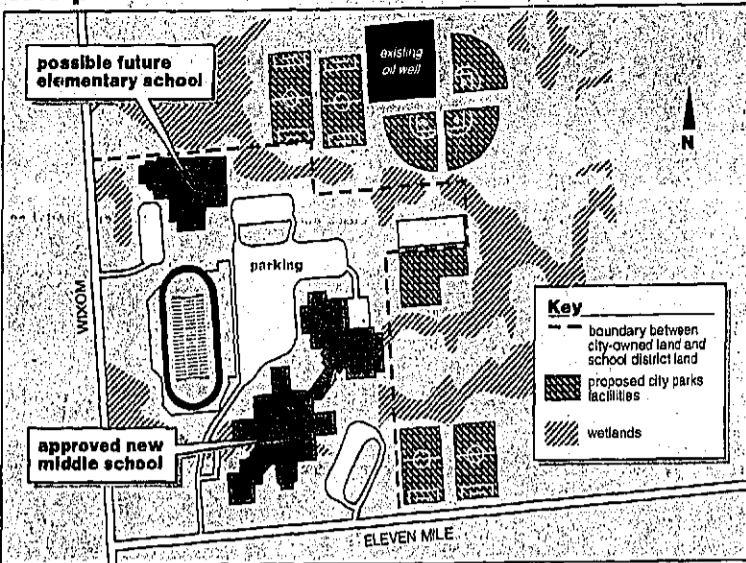 possible future
elementary school
existing
oil well
N
parking
WIXOM
Key
boundary between
city-owned land and
school district land
proposed city parks
facilities
wetlands
approved new
middle school
ELEVEN MILE